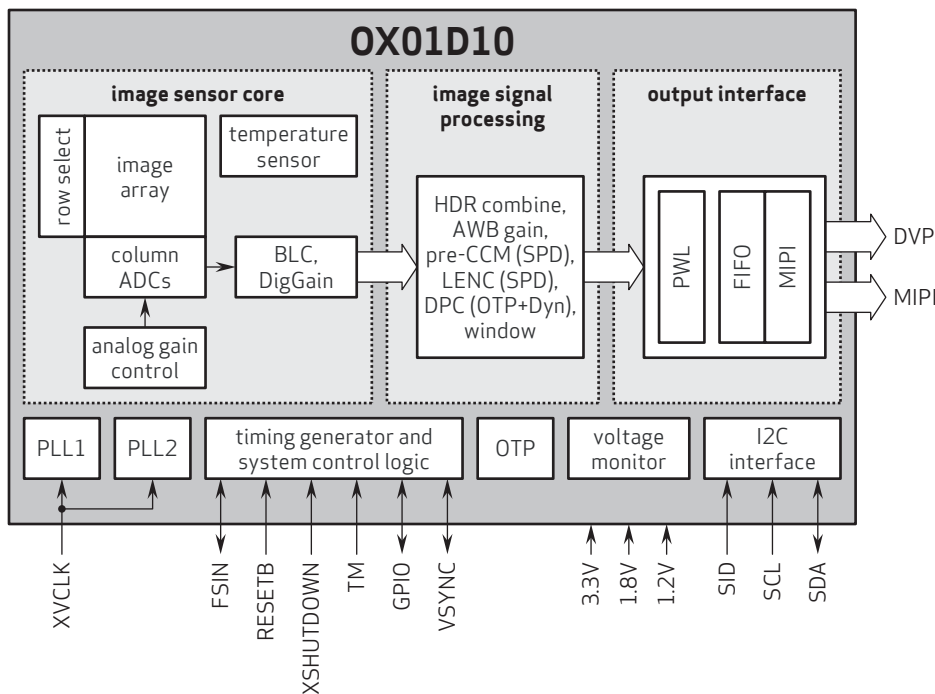 OX01D10
image sensor core
row select
image
array
temperature
sensor
column
ADCs
BLC,
DigGain
analog gain
control
image signal
processing
HDR combine,
AWB gain,
pre-CCM (SPD),
LENC (SPD),
DPC (OTP+Dyn),
window
output interface
PWL
FIFO
MIPI
DVP
MIPI
PLL1
PLL2
timing generator and
system control logic
OTP
voltage
monitor
I2C
interface
XVCLK
FSIN
RESETB
XSHUTDOWN
TM
GPIO
VSYNC
3.3V
1.8V
1.2V
SID
SCL
SDA